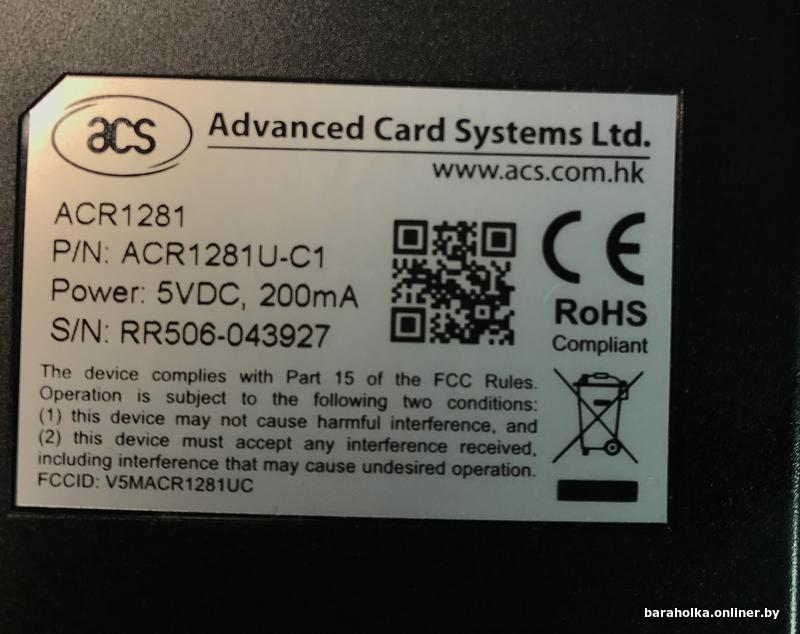 acs
Advanced Card Systems Ltd.
www.acs.com.hk
ACR1281
P/N: ACR1281U-C1
Power: 5VDC, 200mA
S/N: RR506-043927
CE
RoHS
Compliant
The device complies with Part 15 of the FCC Rules.
Operation is subject to the following two conditions:
(1) this device may not cause harmful interference, and
(2) this device must accept any interference received,
including interference that may cause undesired operation.
FCCID: V5MACR1281UC
baraholka.onliner.by